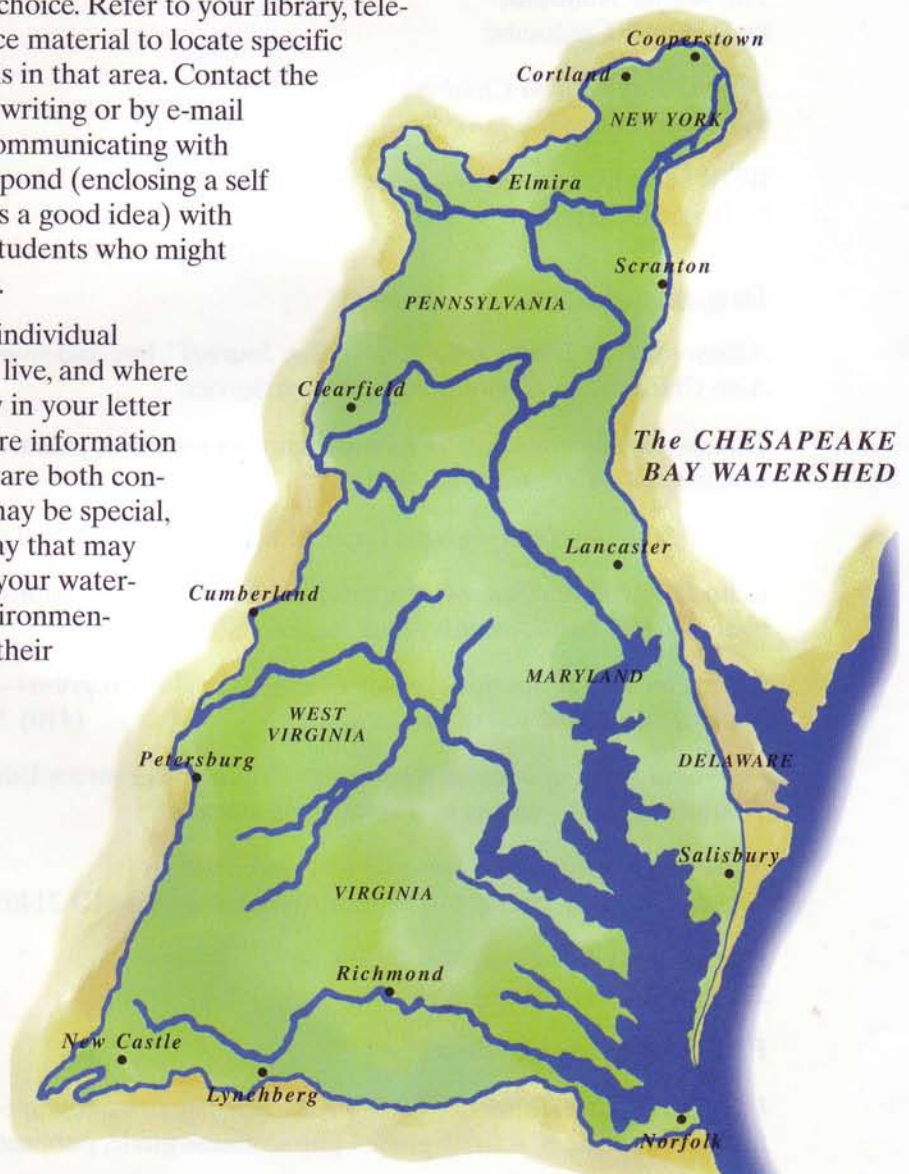 choice. Refer to your library, tele-
ce material to locate specific
s in that area. Contact the
writing or by e-mail
ommunicating with
pond (enclosing a self
s a good idea) with
tudents who might
.
individual
live, and where
in your letter
re information
are both con-
may be special,
ay that may
your water-
ironmen-
their
Cooperstown
Cortland
NEW YORK
Elmira
Scranton
PENNSYLVANIA
Clearfield
The CHESAPEAKE
BAY WATERSHED
Lancaster
Cumberland
MARYLAND
WEST
VIRGINIA
Petersburg
DELAWARE
Salisbury
VIRGINIA
Richmond
New Castle
Lynchberg
Norfolk